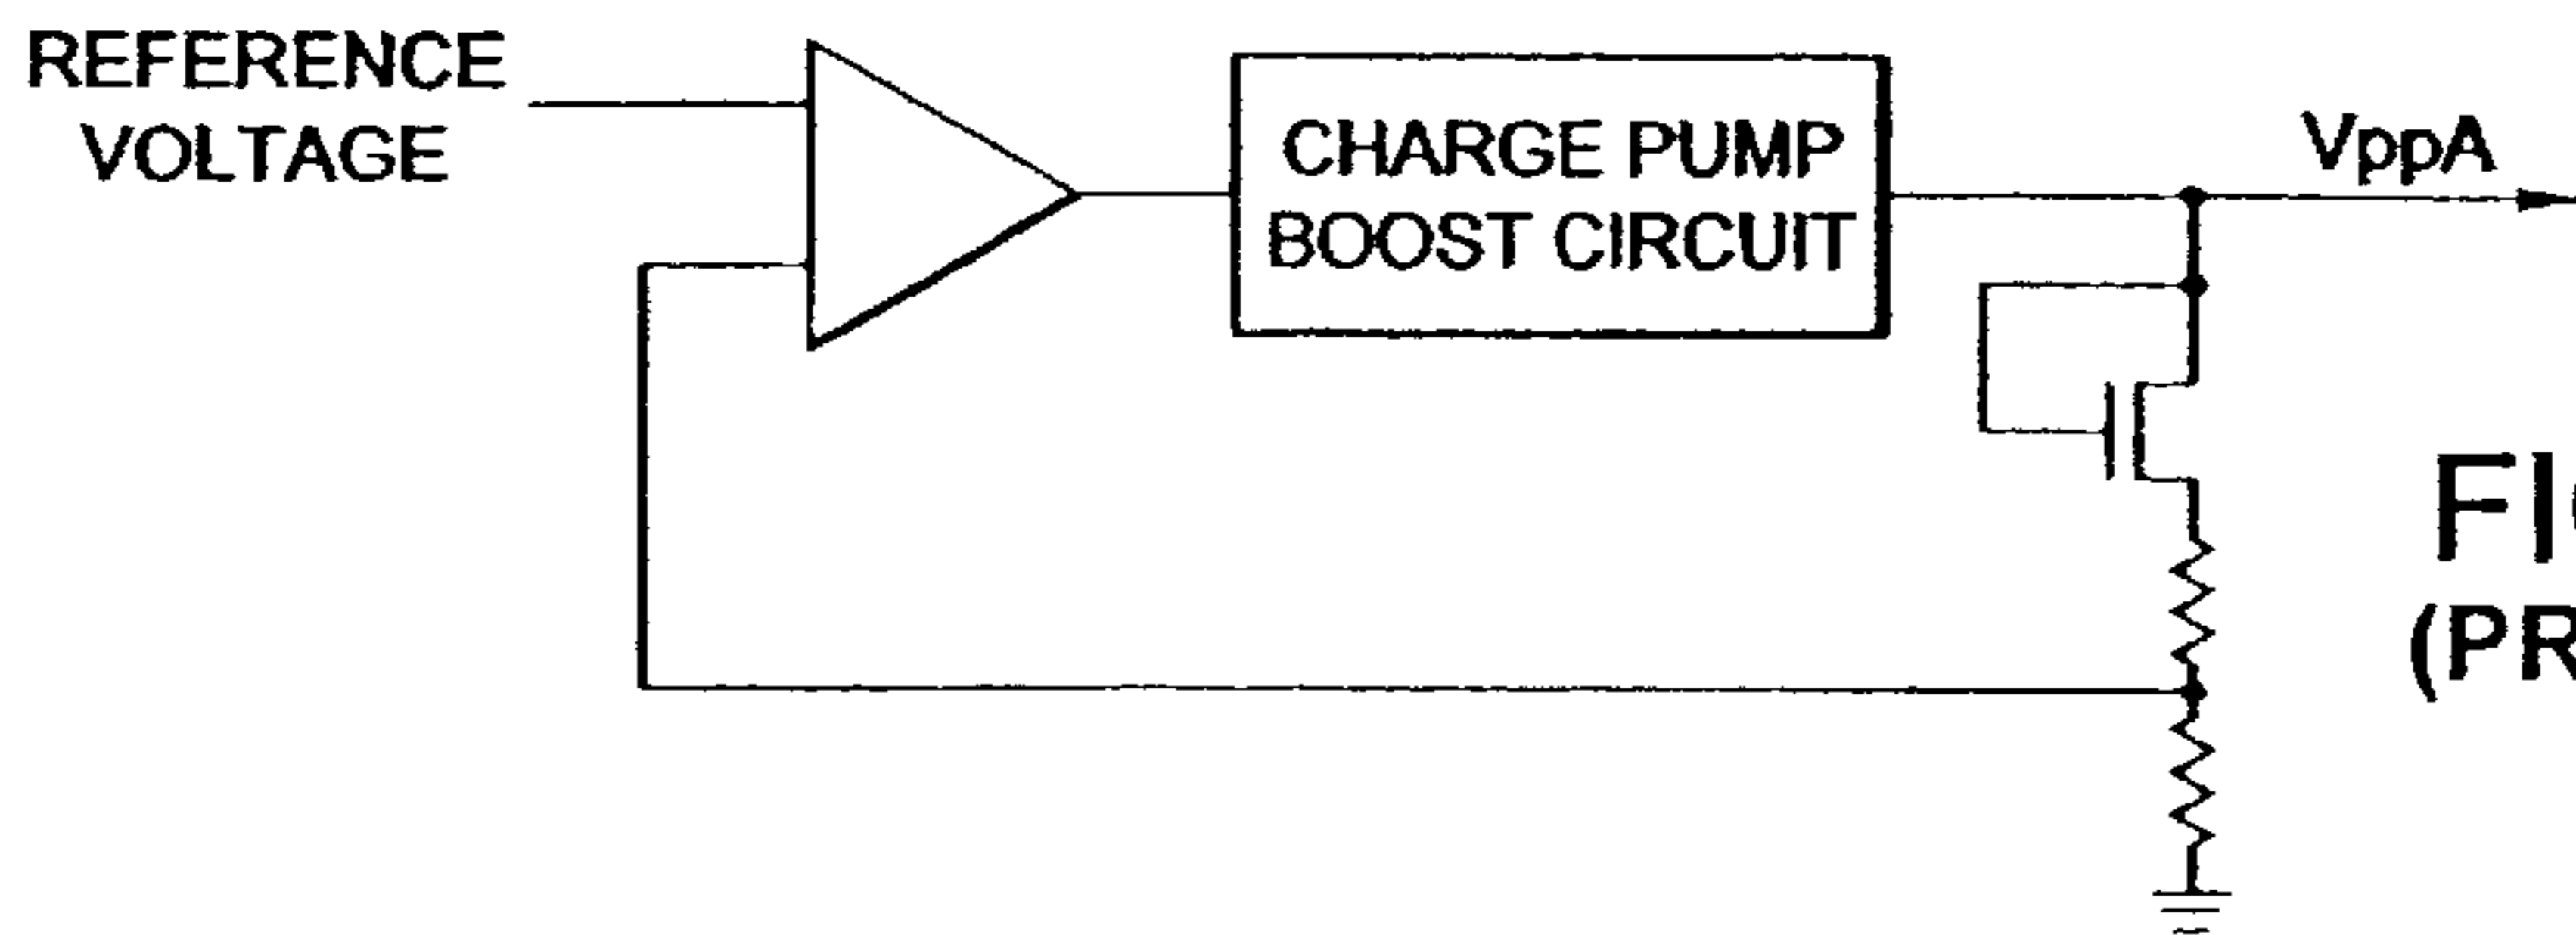 REFERENCE
VOLTAGE
CHARGE PUMP
BOOST CIRCUIT
VppA